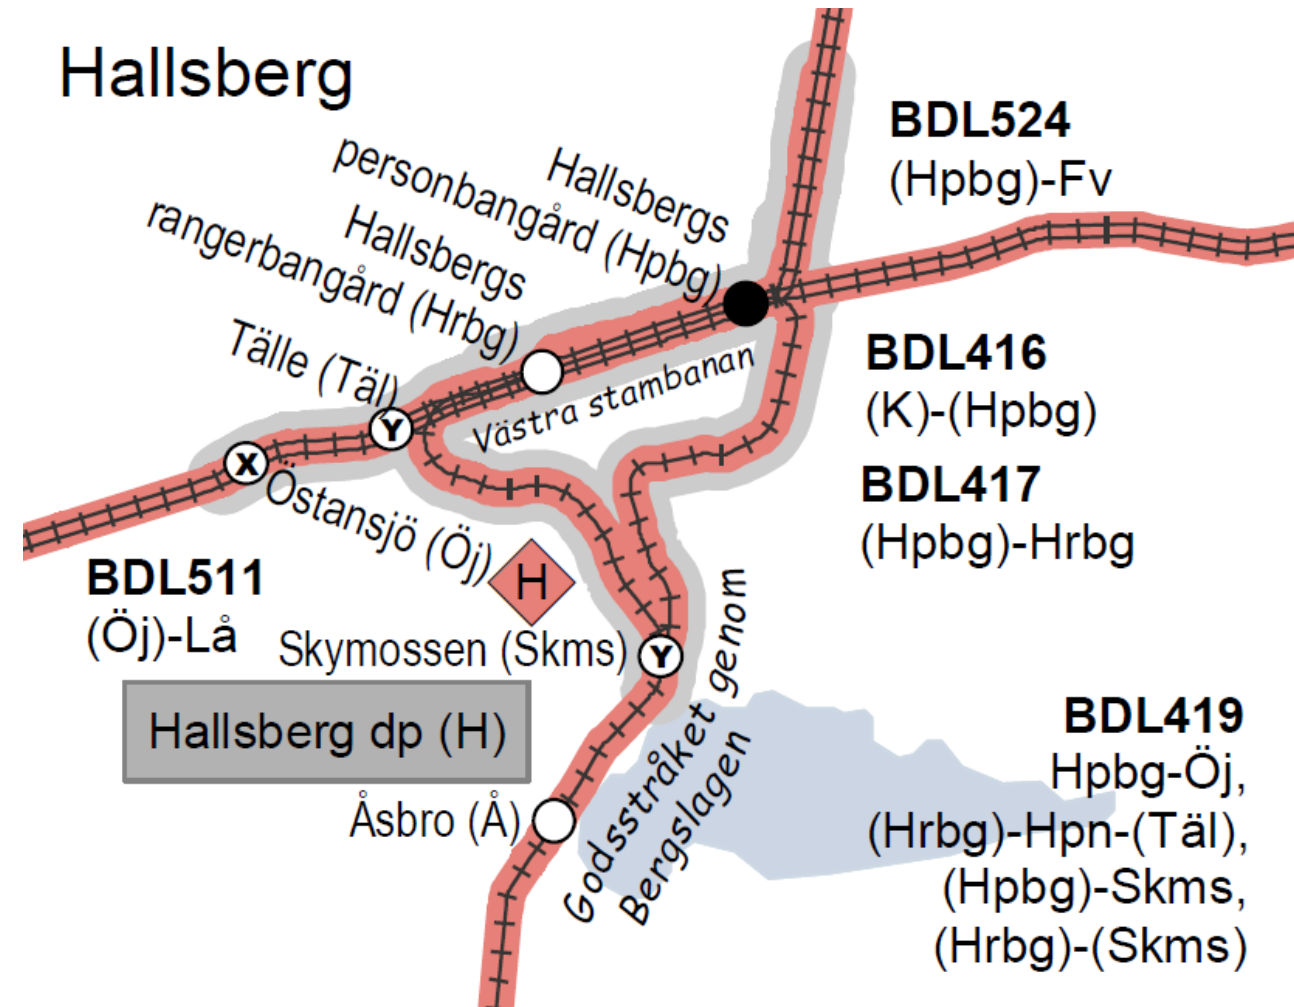 Hallsberg
BDL524
(Hpbg)-Fv
Hallsbergs
personbangård (Hpbg)
Hallsbergs
rangerbangård (Hrbg)
Tälle (Täl)
Y
Västra stambanan
BDL416
(K)-(Hpbg)
X
Östansjö (Öj)
BDL417
(Hpbg)-Hrbg
BDL511
(Öj)-Lå
H
Skymossen (Skms)
Y
Godsstråket genom
Bergslagen
Hallsberg dp (H)
Åsbro (Å)
BDL419
Hpbg-Öj,
(Hrbg)-Hpn-(Täl),
(Hpbg)-Skms,
(Hrbg)-(Skms)